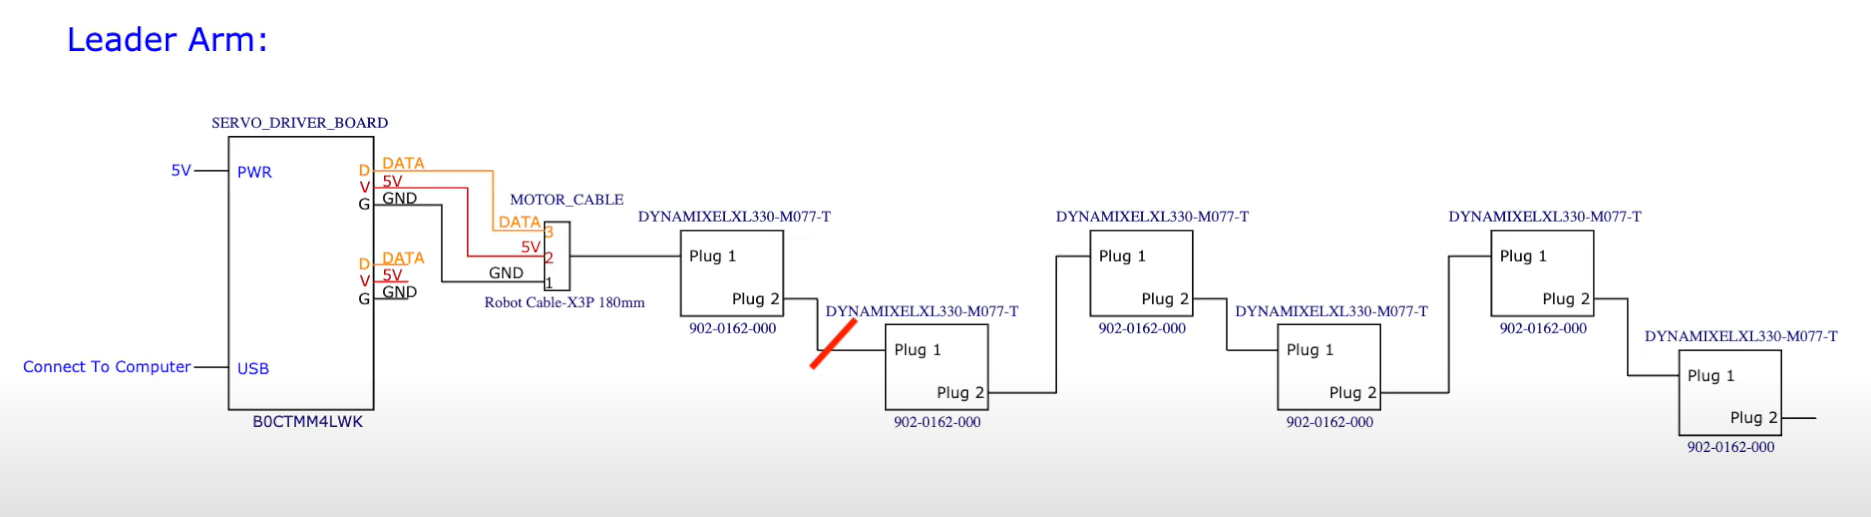 Leader Arm:
SERVO_DRIVER_BOARD
5V
PWR
D
DATA
V
5V
G
GND
D
DATA
V
5V
G
GND
Connect To Computer
USB
B0CTMM4LWK
MOTOR_CABLE
DATA
3
5V
2
GND
1
Robot Cable-X3P 180mm
DYNAMIXELXL330-M077-T
Plug 1
Plug 2
902-0162-000
DYNAMIXELXL330-M077-T
Plug 1
Plug 2
902-0162-000
DYNAMIXELXL330-M077-T
Plug 1
Plug 2
902-0162-000
DYNAMIXELXL330-M077-T
Plug 1
Plug 2
902-0162-000
DYNAMIXELXL330-M077-T
Plug 1
Plug 2
902-0162-000
DYNAMIXELXL330-M077-T
Plug 1
Plug 2
902-0162-000